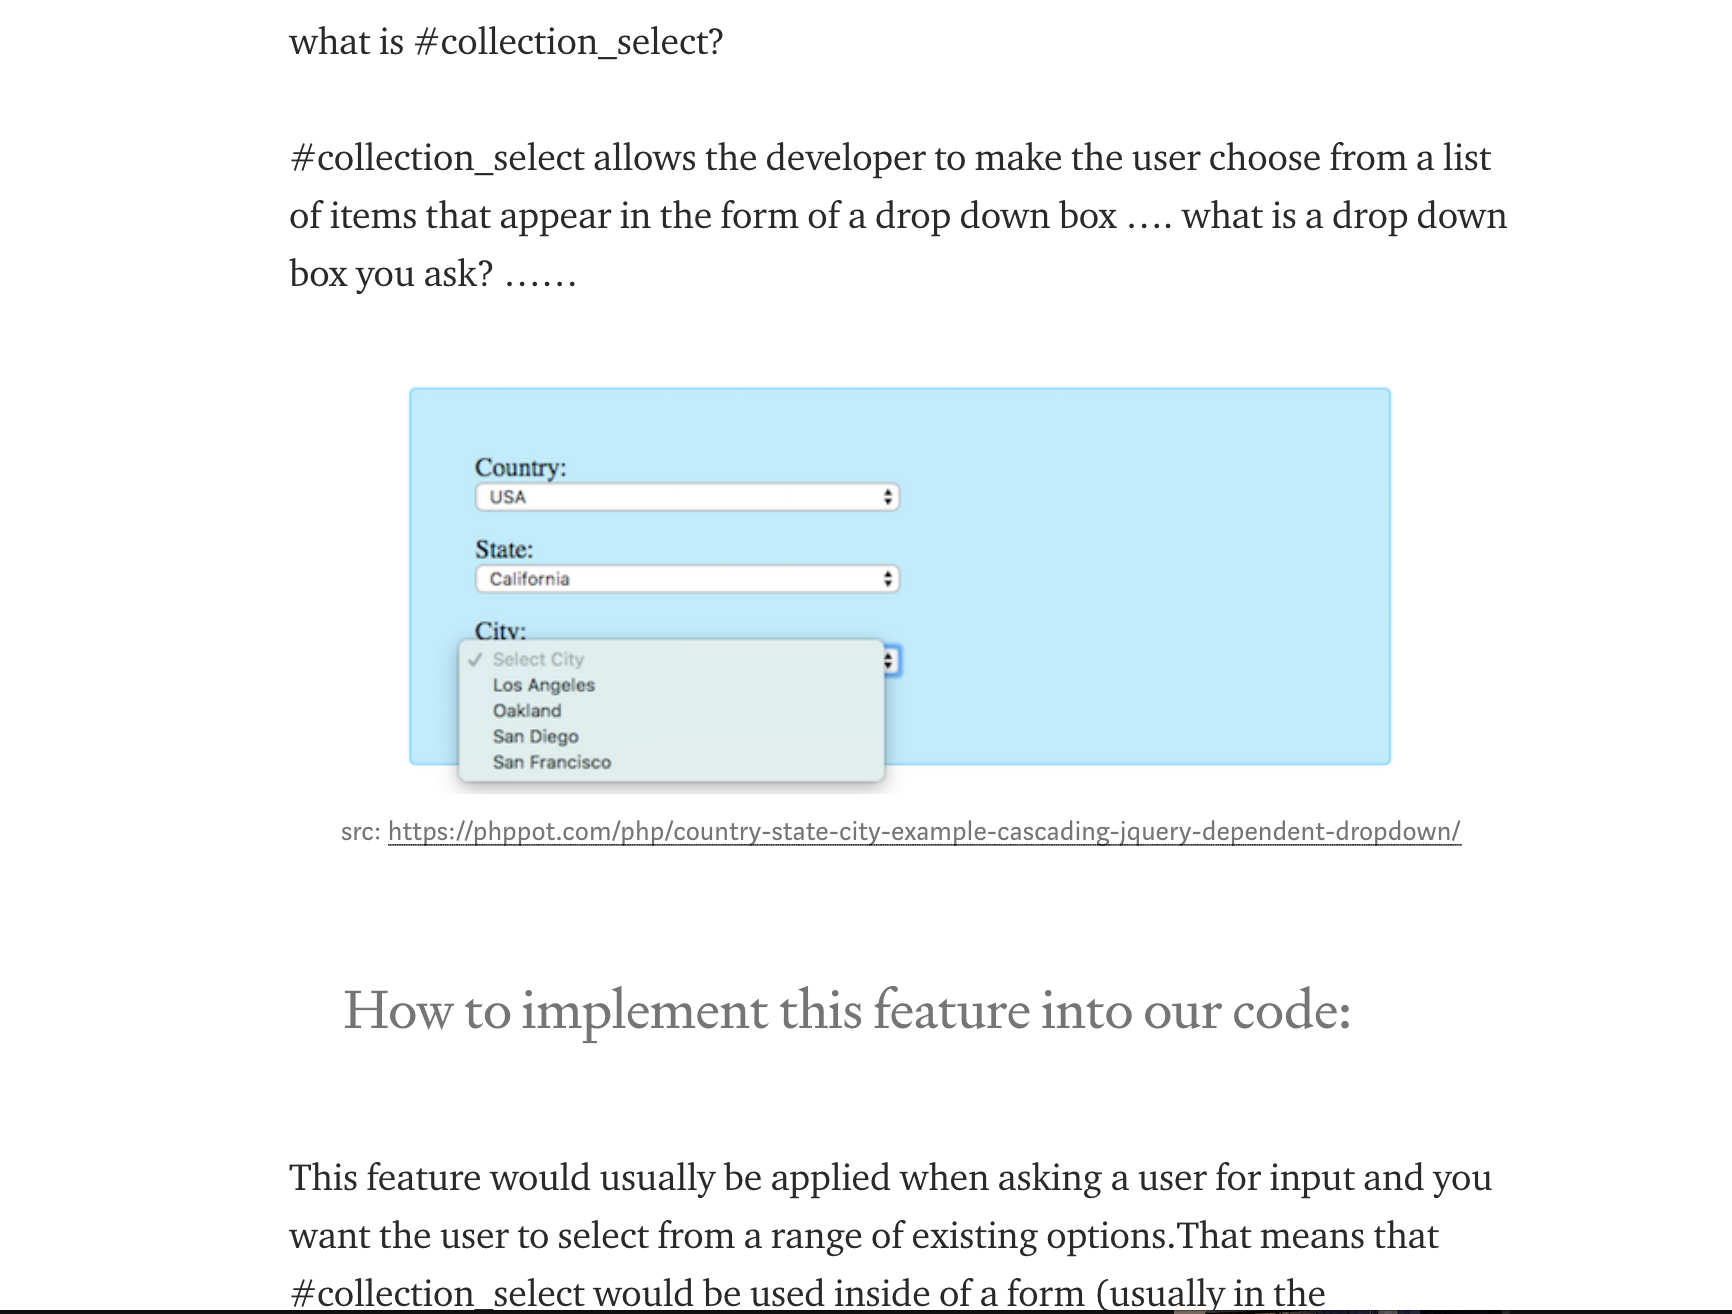 what is #collection_select?
#collection_select allows the developer to make the user choose from a list
of items that appear in the form of a drop down box …. what is a drop down
box you ask? ……
Country:
USA
State:
California
City:
✓ Select City
Los Angeles
Oakland
San Diego
San Francisco
src: https://phppot.com/php/country-state-city-example-cascading-jquery-dependent-dropdown/
How to implement this feature into our code:
This feature would usually be applied when asking a user for input and you
want the user to select from a range of existing options.That means that
#collection_select would be used inside of a form (usually in the